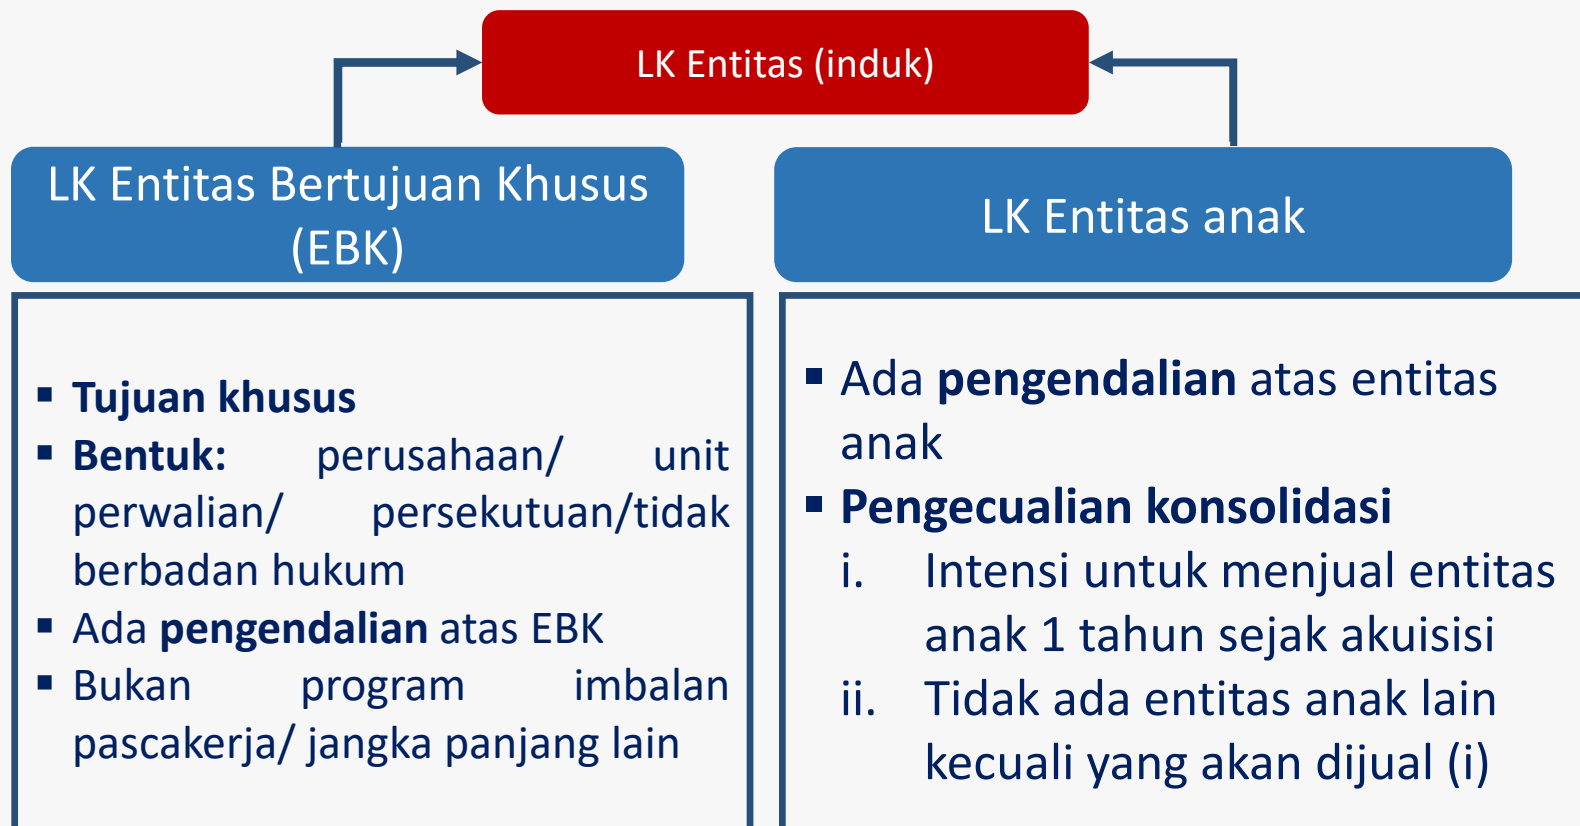 LK Entitas (induk)
LK Entitas Bertujuan Khusus
(EBK)
▪ Tujuan khusus
▪ Bentuk: perusahaan/ unit
perwalian/ persekutuan/tidak
berbadan hukum
▪ Ada pengendalian atas EBK
▪ Bukan program imbalan
pascakerja/ jangka panjang lain
LK Entitas anak
▪ Ada pengendalian atas entitas
anak
▪ Pengecualian konsolidasi
i. Intensi untuk menjual entitas
anak 1 tahun sejak akuisisi
ii. Tidak ada entitas anak lain
kecuali yang akan dijual (i)